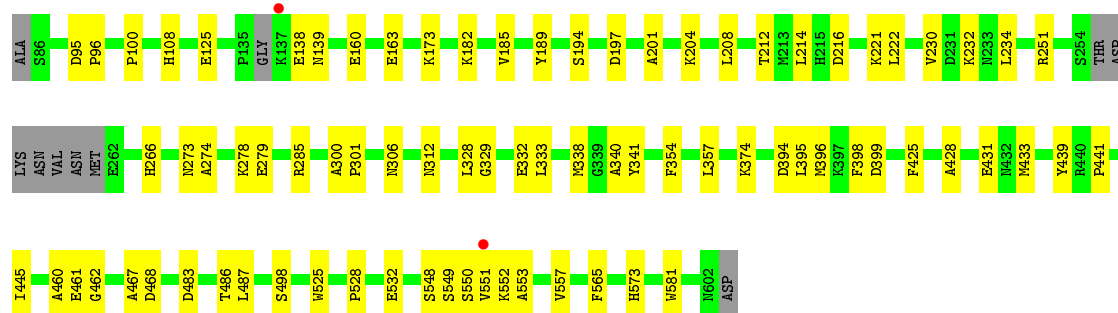 ALA S86 D95 P96 P100 H108 E125 P135 GLY K137 E138 N139 E160 E163 K173 K182 V185 Y189 S194 D197 A201 K204 L208 T212 M213 L214 H215 D216 K221 L222 V230 D231 K232 N233 L234 R251 S254 THR ASP
LYS ASN VAL ASN MET E262 H266 N273 A274 K278 E279 R285 A300 P301 N306 N312 L328 G329 E332 L333 M338 G339 A340 Y341 F354 L357 K374 D394 L395 M396 K397 F398 D399 F425 A428 E431 N432 M433 Y439 R440 P441
I445 A460 E461 G462 A467 D468 D483 T486 L487 S498 W525 P528 E532 S548 S549 S550 V551 K552 A553 V557 F565 H573 W581 N602 ASP